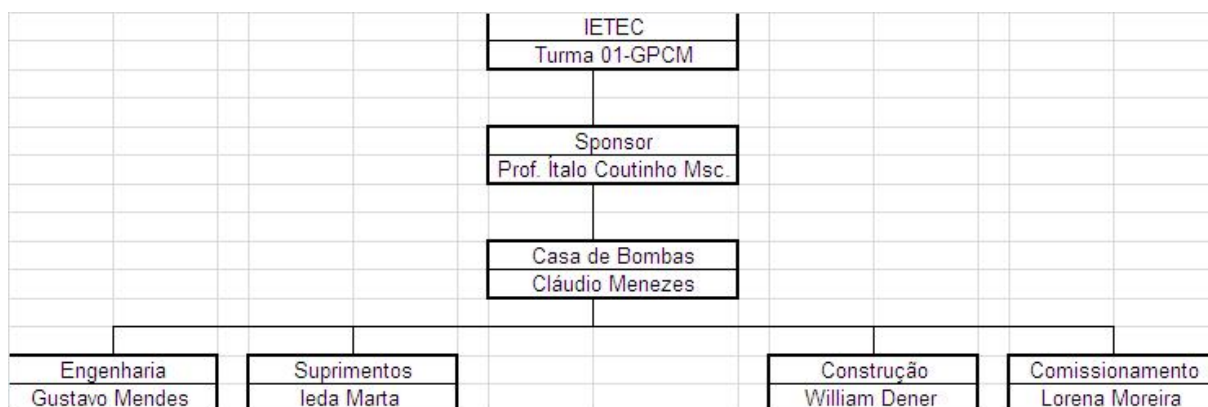 IETEC
Turma 01-GPCM
Sponsor
Prof. Ítalo Coutinho Msc.
Casa de Bombas
Cláudio Menezes
Engenharia
Gustavo Mendes
Suprimentos
Ieda Marta
Construção
William Dener
Comissionamento
Lorena Moreira